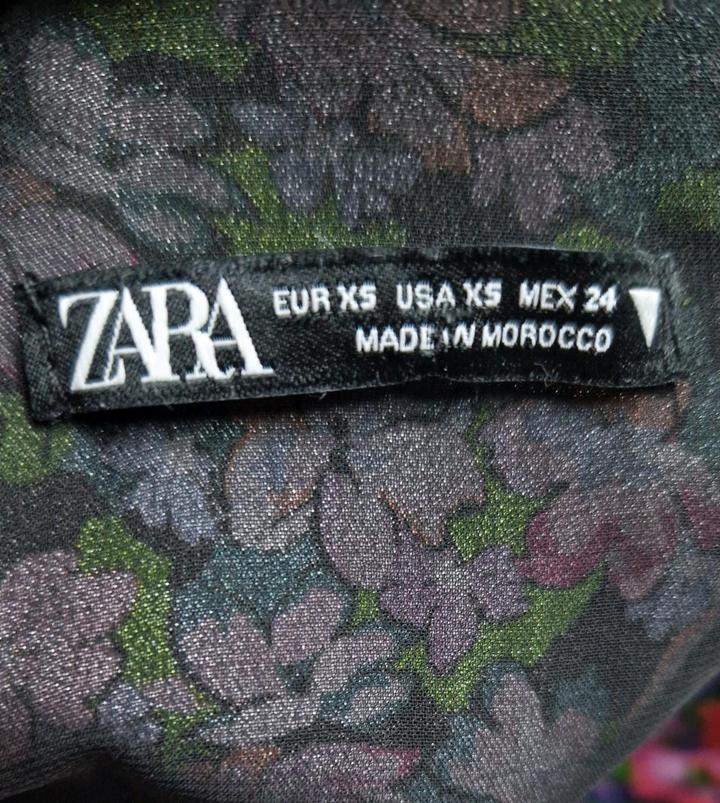 ZARA
EUR XS USA XS MEX 24
MADE IN MOROCCO